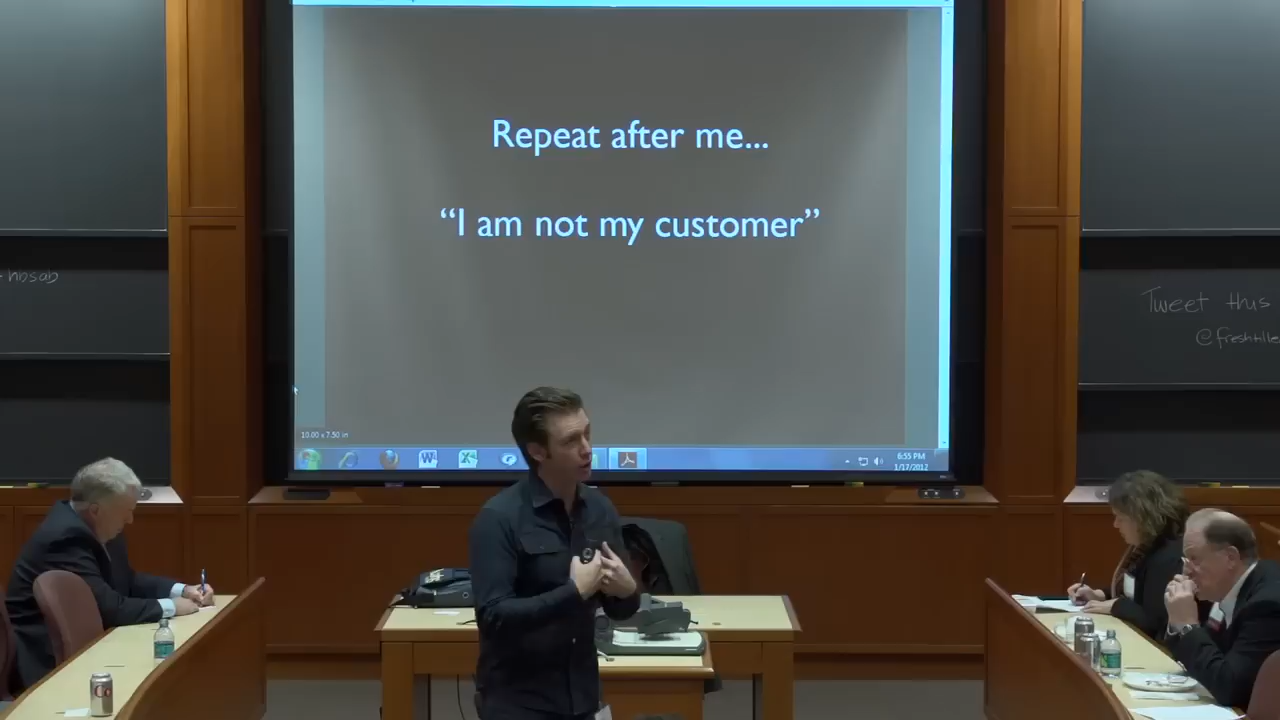 Repeat after me...
“I am not my customer”
Tweet this
10.00 x 7.50 in
6:55 PM
1/17/2012